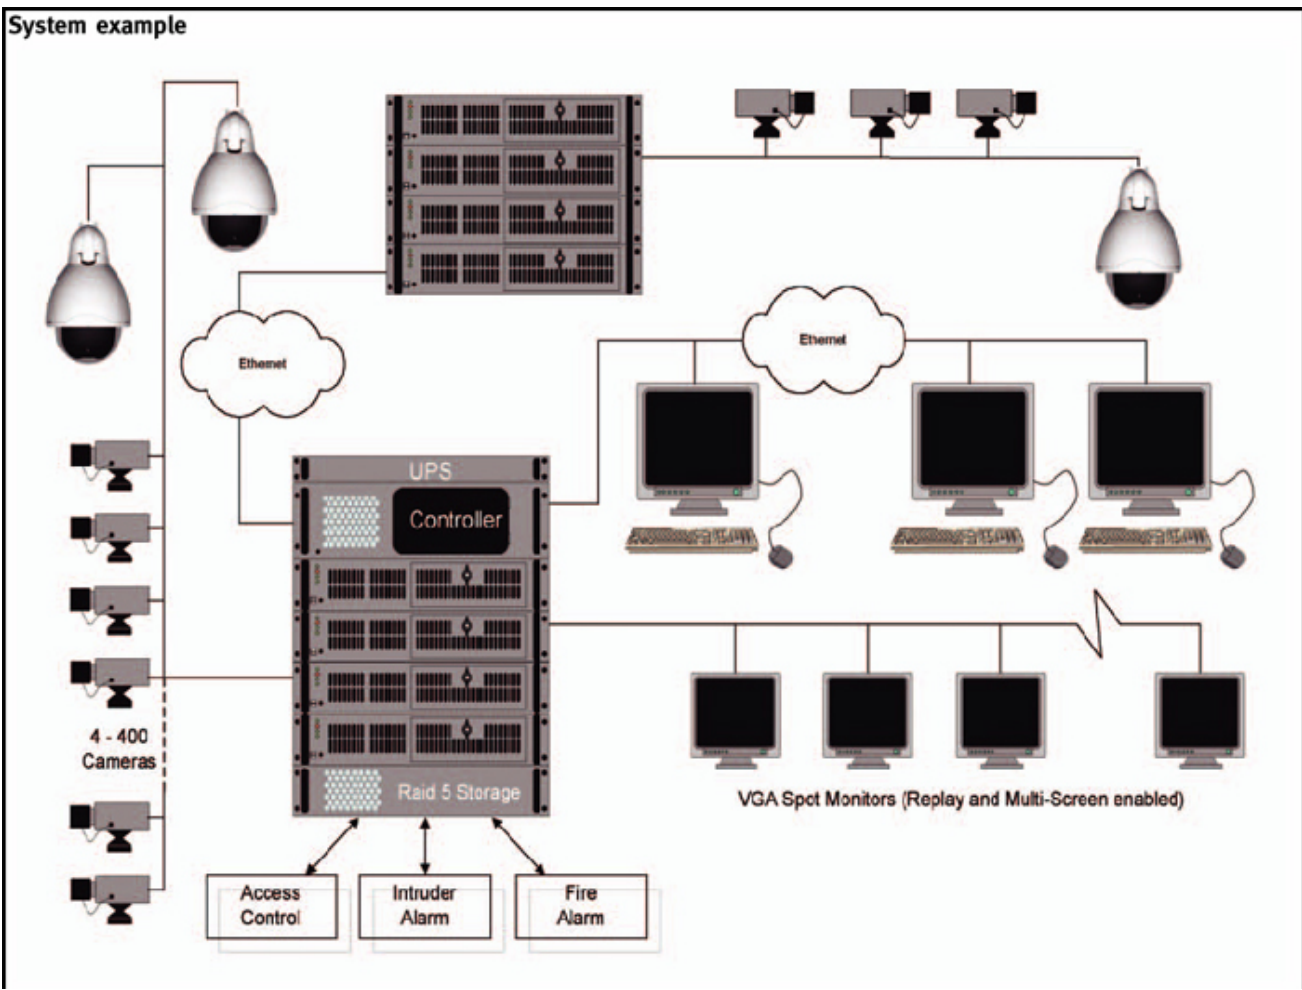 System example
Ethernet
Ethernet
UPS
Controller
4 - 400
Cameras
Raid 5 Storage
VGA Spot Monitors (Replay and Multi-Screen enabled)
Access
Control
Intruder
Alarm
Fire
Alarm